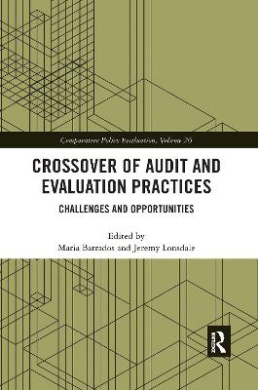 Comparative Policy Evaluation, Volume 26
CROSSOVER OF AUDIT AND
EVALUATION PRACTICES
CHALLENGES AND OPPORTUNITIES
Edited by
Maria Barrados and Jeremy Lonsdale
R
ROUTLEDGE